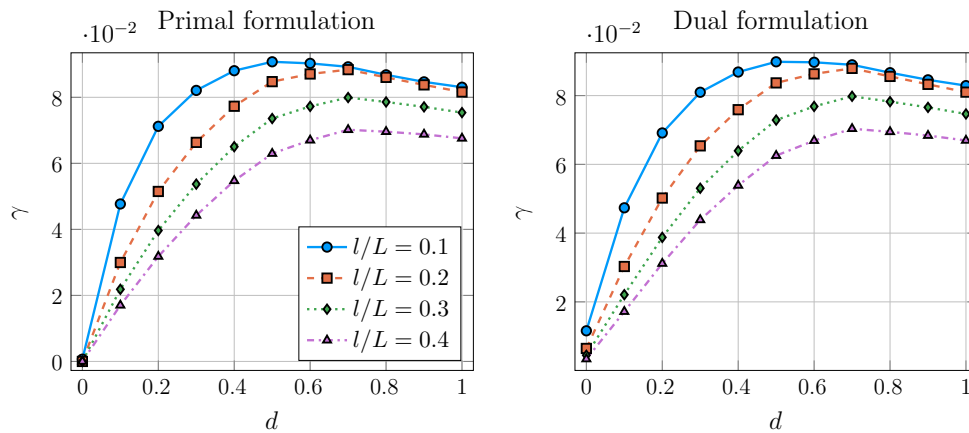 Primal formulation
·10⁻²
8
6
4
2
0
γ
0
0.2
0.4
0.6
0.8
1
d
l/L = 0.1
l/L = 0.2
l/L = 0.3
l/L = 0.4
Dual formulation
·10⁻²
8
6
4
2
γ
0
0.2
0.4
0.6
0.8
1
d